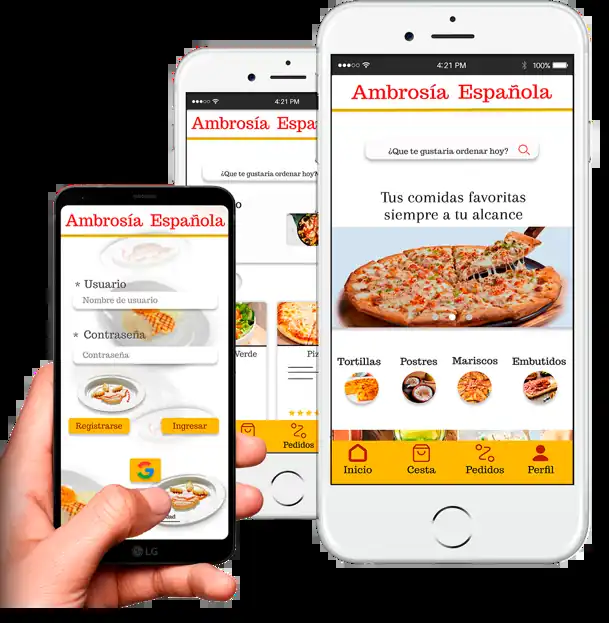 4:21 PM
100%
Ambrosía Española
¿Que te gustaria ordenar hoy?
Tus comidas favoritas
siempre a tu alcance
Tortillas
Postres
Mariscos
Embutidos
Inicio
Cesta
Pedidos
Perfil
4:21 PM
Ambrosía Espa
¿Que te gustaria ordenar hoy?
Verde
Piz
Pedidos
Ambrosía Española
* Usuario
Nombre de usuario
* Contraseña
Contraseña
Registrarse
Ingresar
G
LG